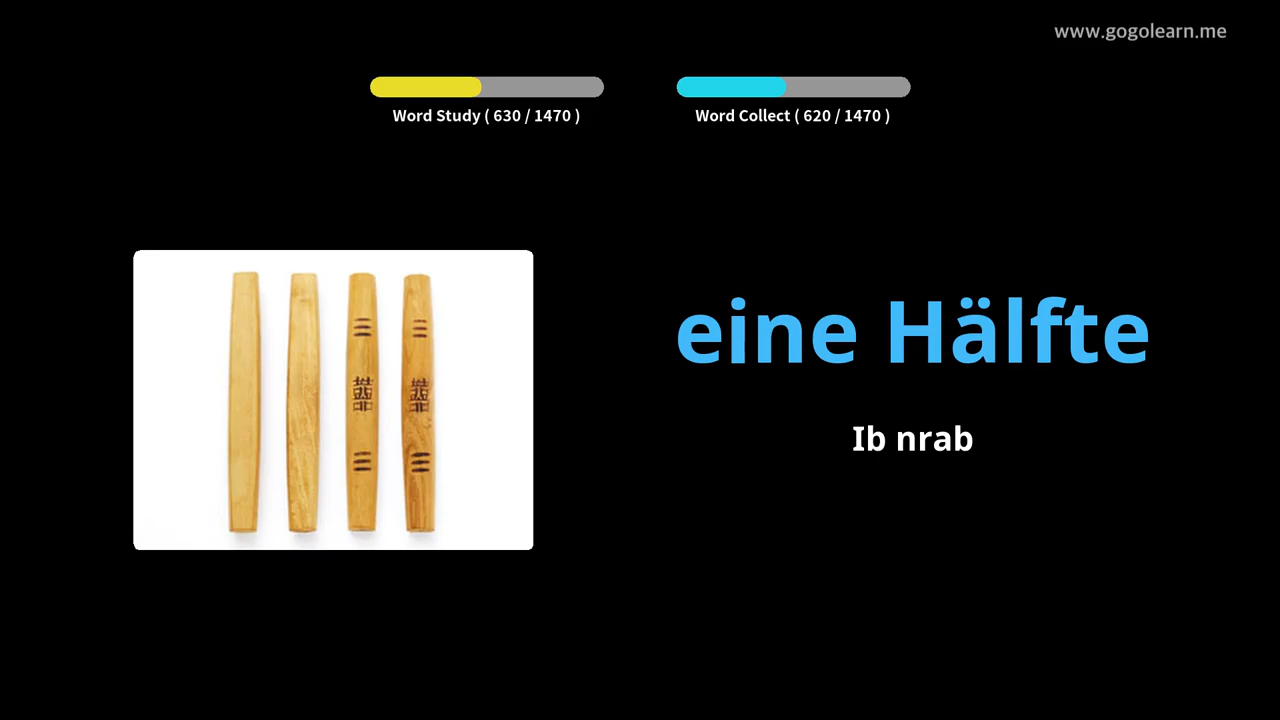 www.gogolearn.me
Word Study ( 630 / 1470 )
Word Collect ( 620 / 1470 )
eine Hälfte
Ib nrab